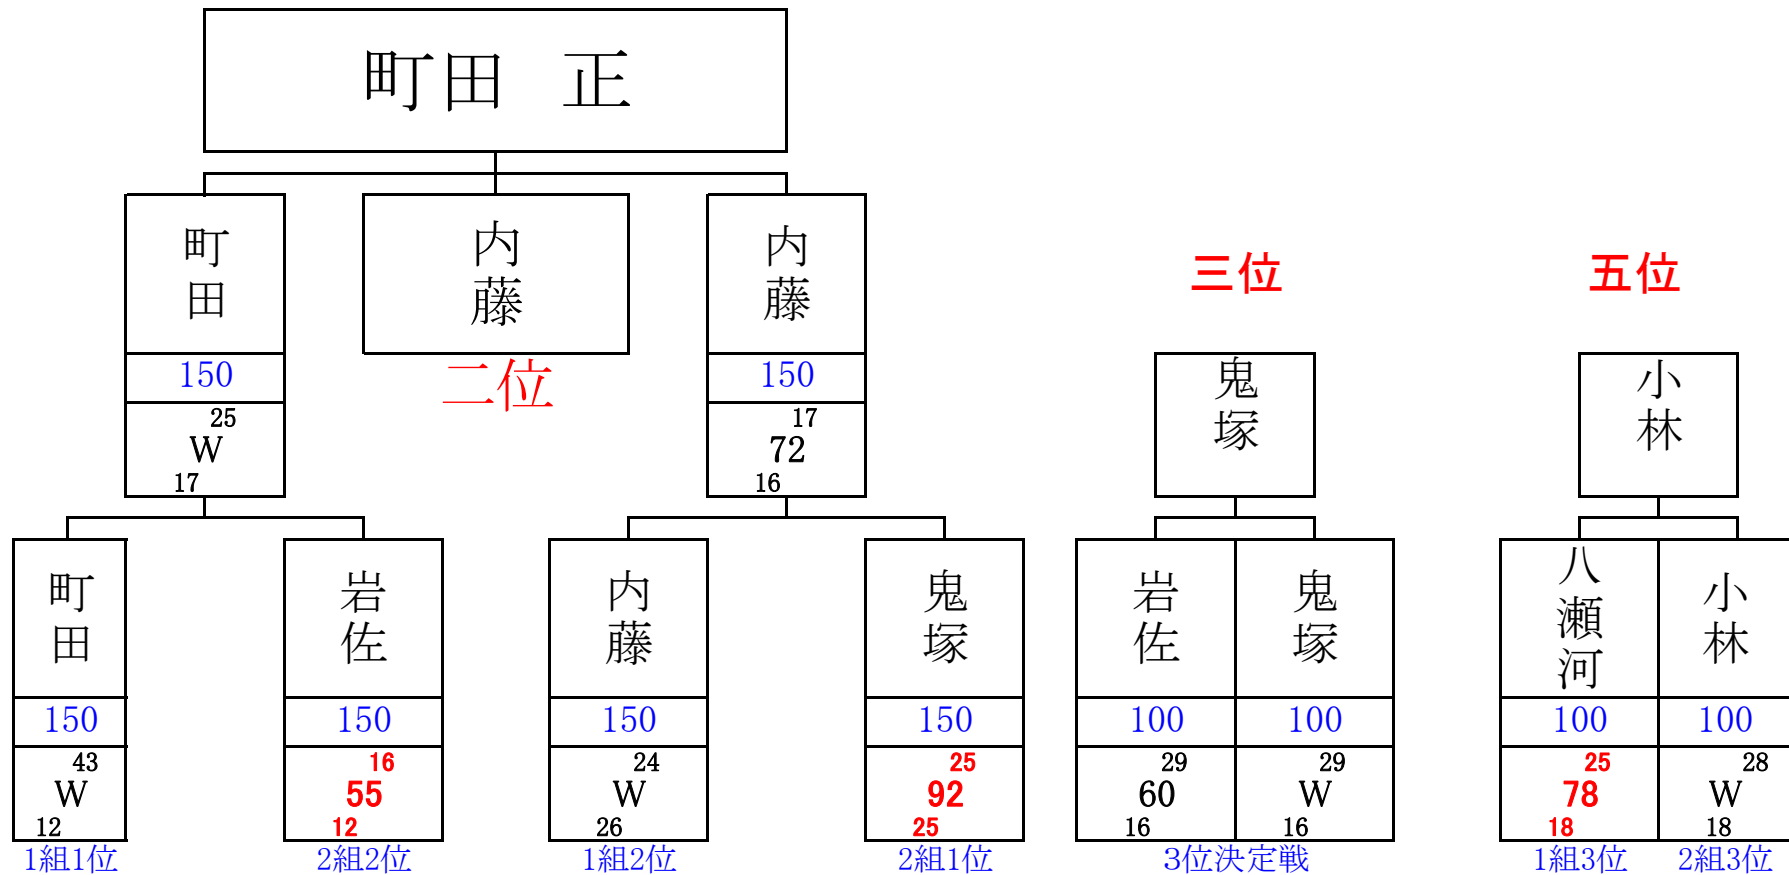 町田　正
町田
内藤
内藤
三位
五位
150
二位
150
鬼塚
小林
25
W
17
17
72
16
町田
岩佐
内藤
鬼塚
岩佐
鬼塚
八瀬河
小林
150
150
150
150
100
100
100
100
43
W
12
16
55
12
24
W
26
25
92
25
29
60
16
29
W
16
25
78
18
28
W
18
1組1位
2組2位
1組2位
2組1位
3位決定戦
1組3位
2組3位